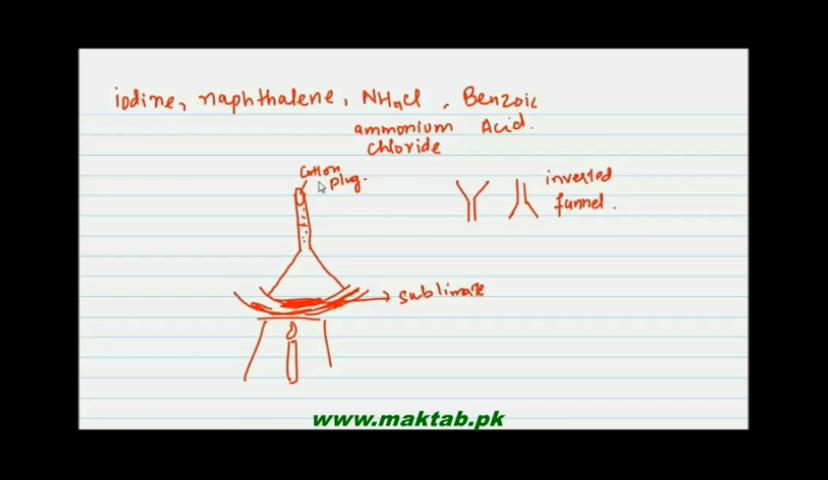 iodine, naphthalene, NH4Cl, Benzoic
ammonium Acid.
chloride
Cotton
plug.
inverted
funnel.
sublimate
www.maktab.pk